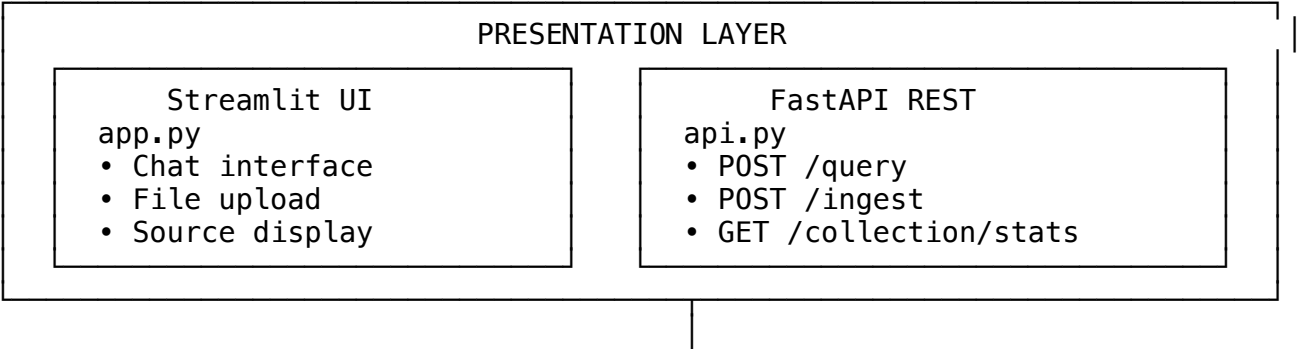 PRESENTATION LAYER
Streamlit UI
app.py
• Chat interface
• File upload
• Source display
FastAPI REST
api.py
• POST /query
• POST /ingest
• GET /collection/stats